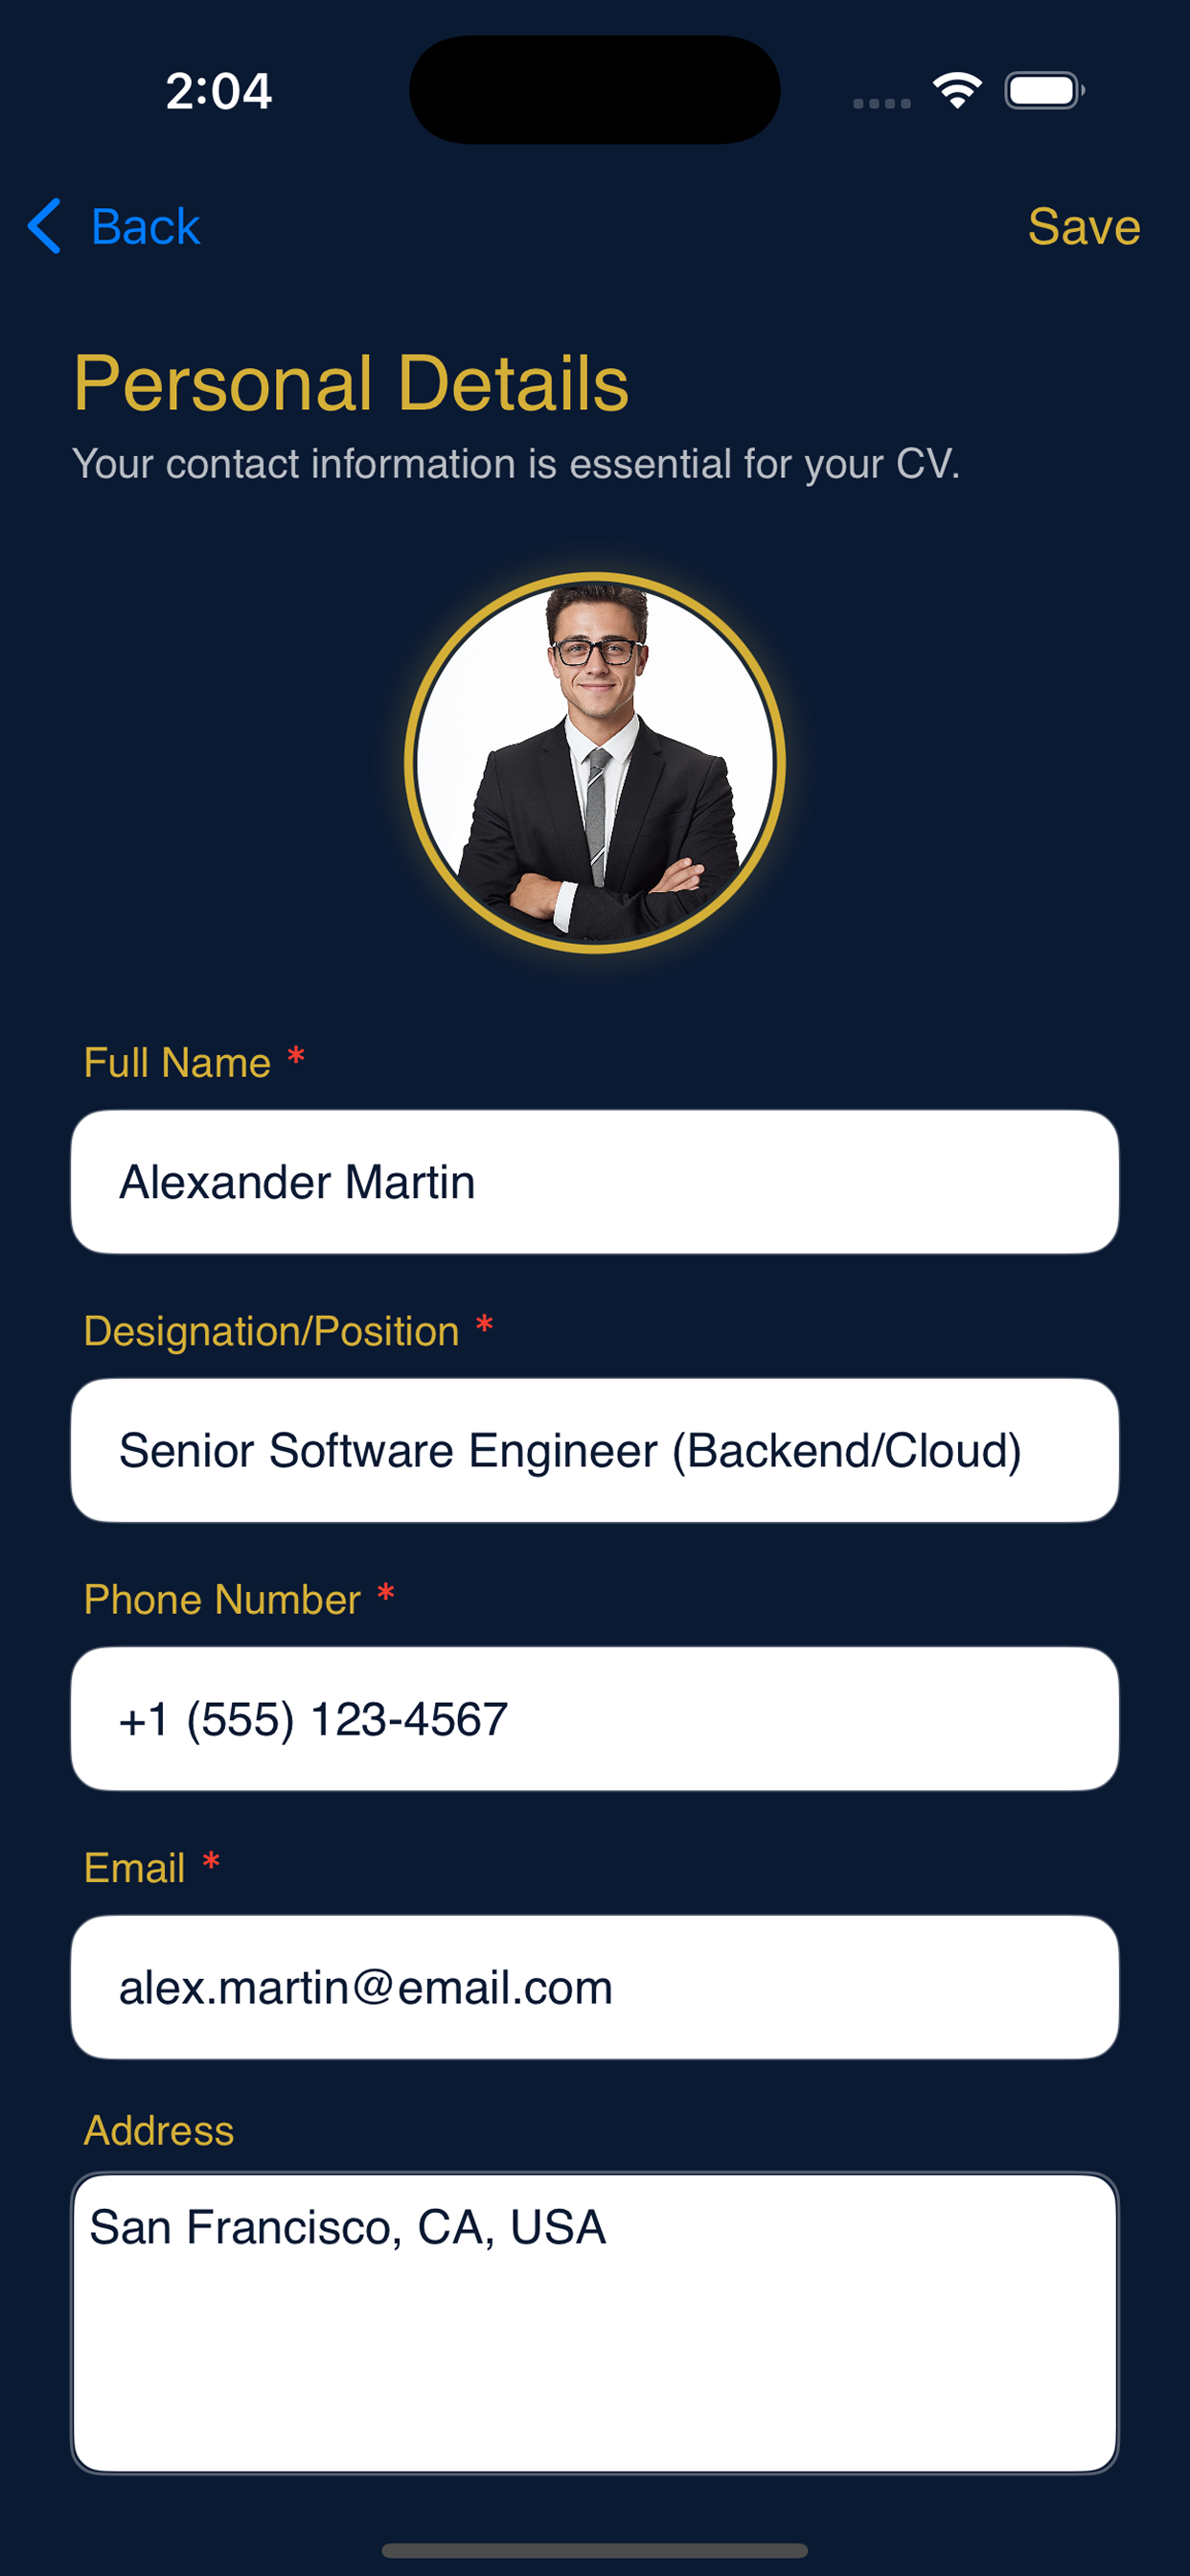 2:04
Back
Save
Personal Details
Your contact information is essential for your CV.
Full Name *
Alexander Martin
Designation/Position *
Senior Software Engineer (Backend/Cloud)
Phone Number *
+1 (555) 123-4567
Email *
alex.martin@email.com
Address
San Francisco, CA, USA